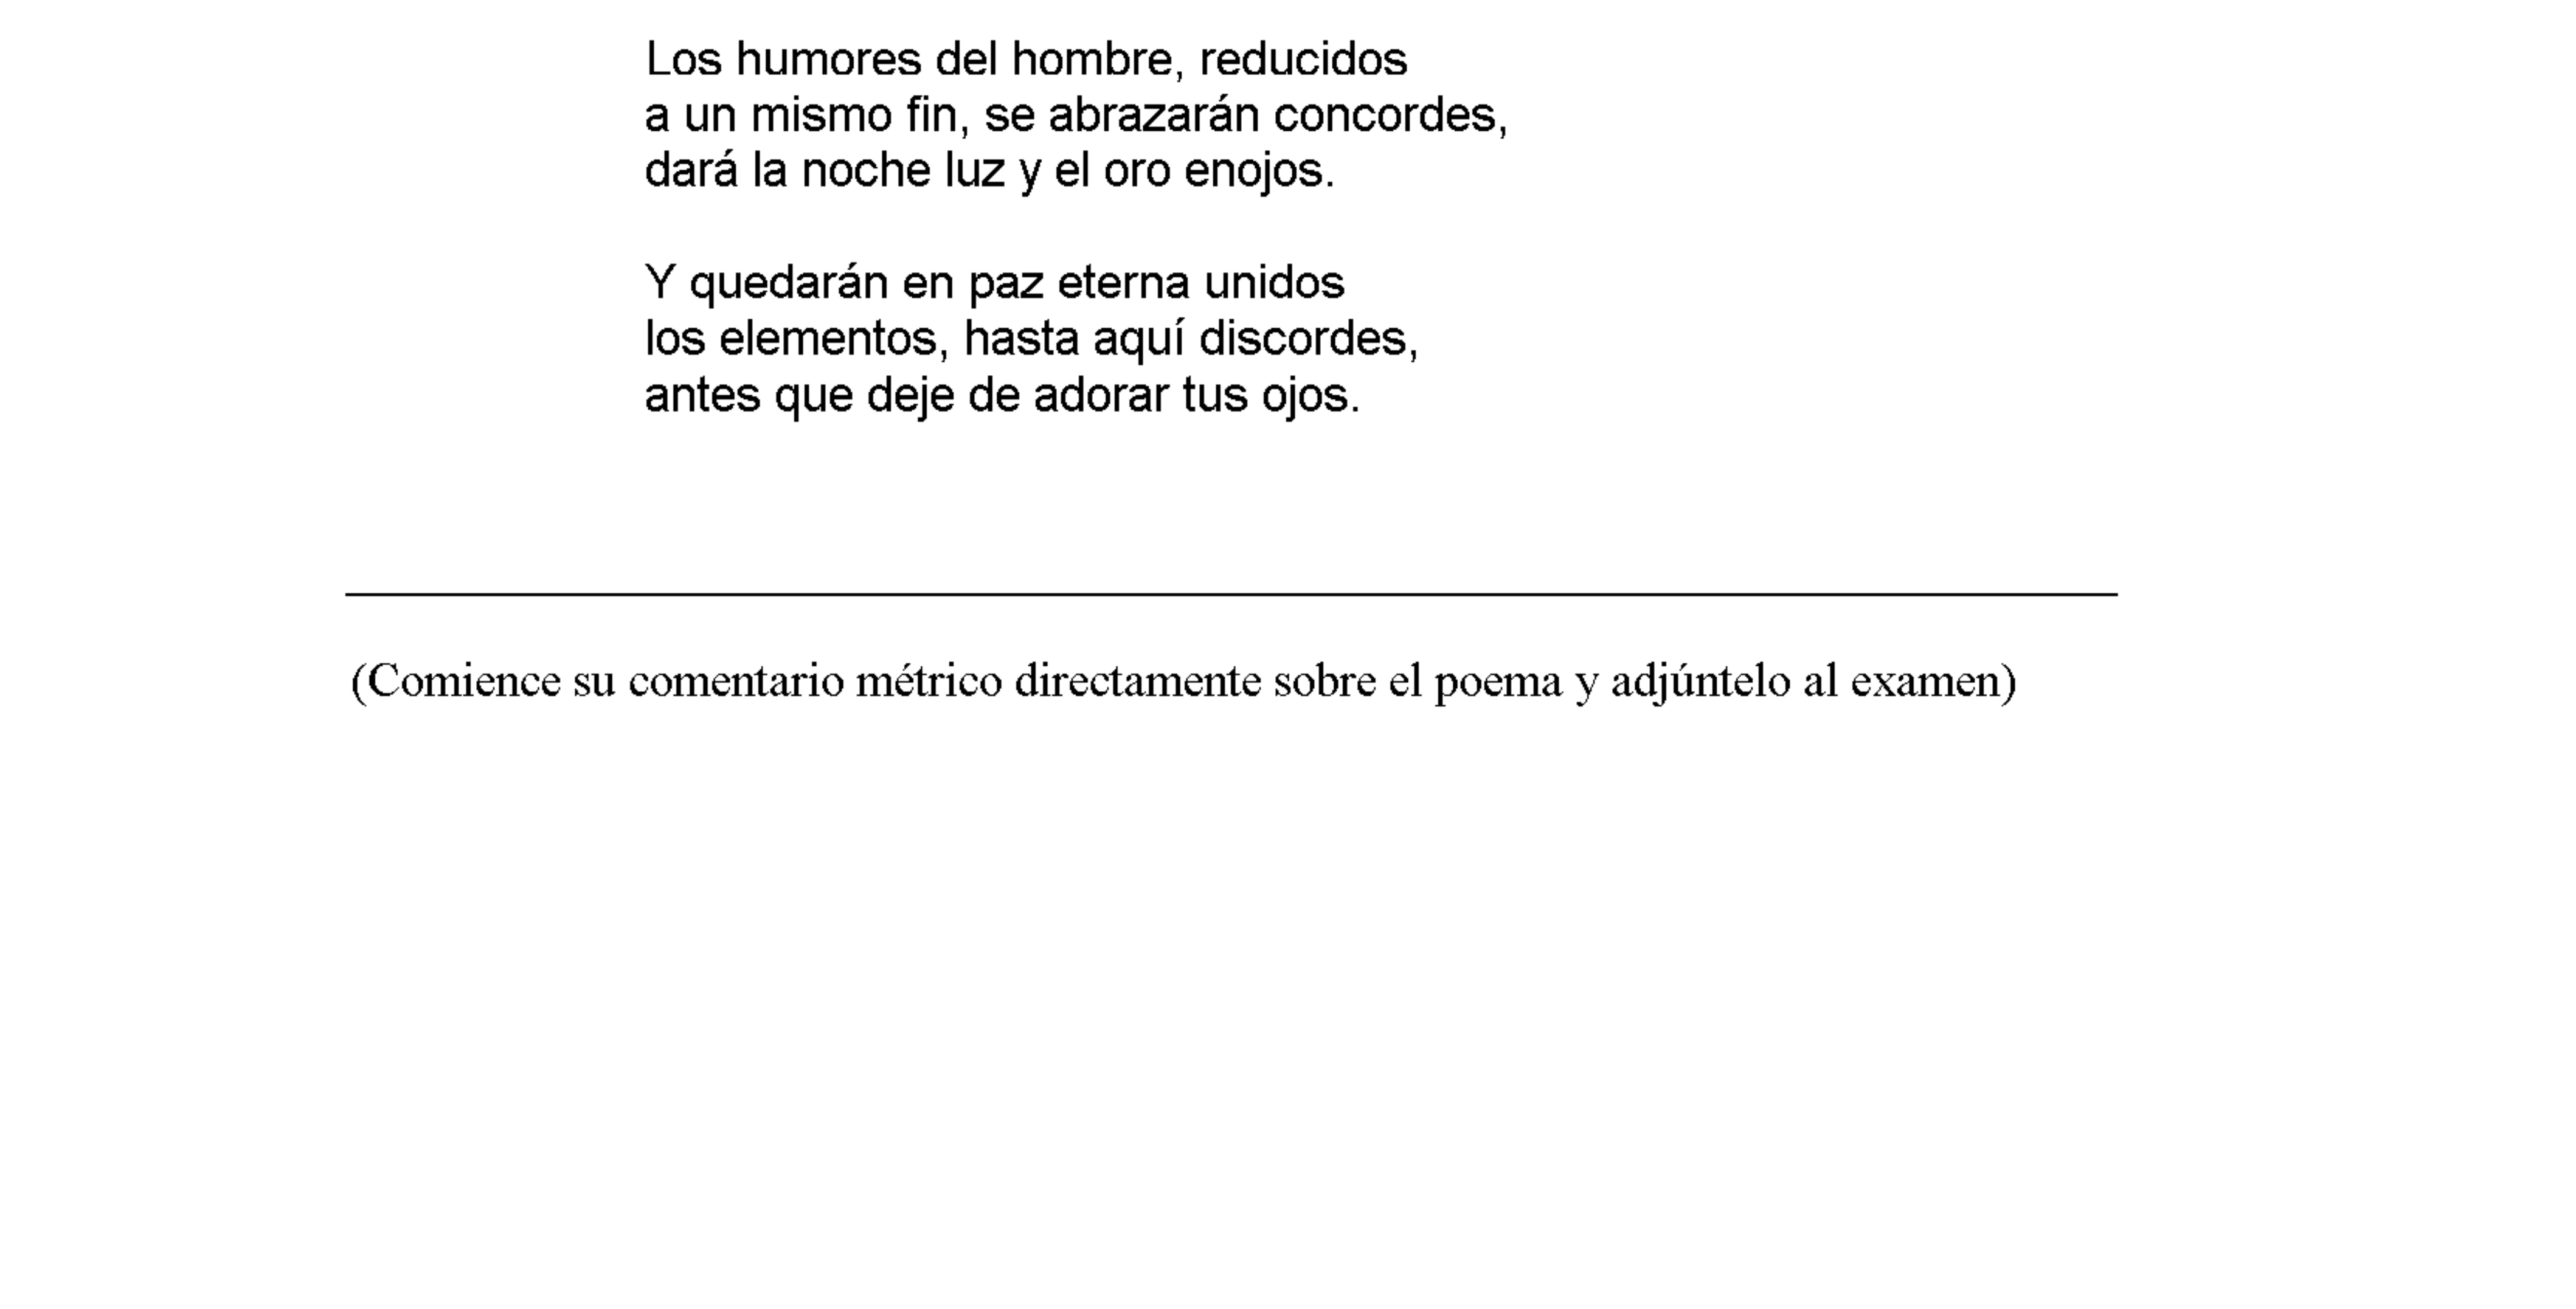 Los humores del hombre, reducidos
a un mismo fin, se abrazarán concordes,
dará la noche luz y el oro enojos.
Y quedarán en paz eterna unidos
los elementos, hasta aquí discordes,
antes que deje de adorar tus ojos.
(Comience su comentario métrico directamente sobre el poema y adjúntelo al examen)